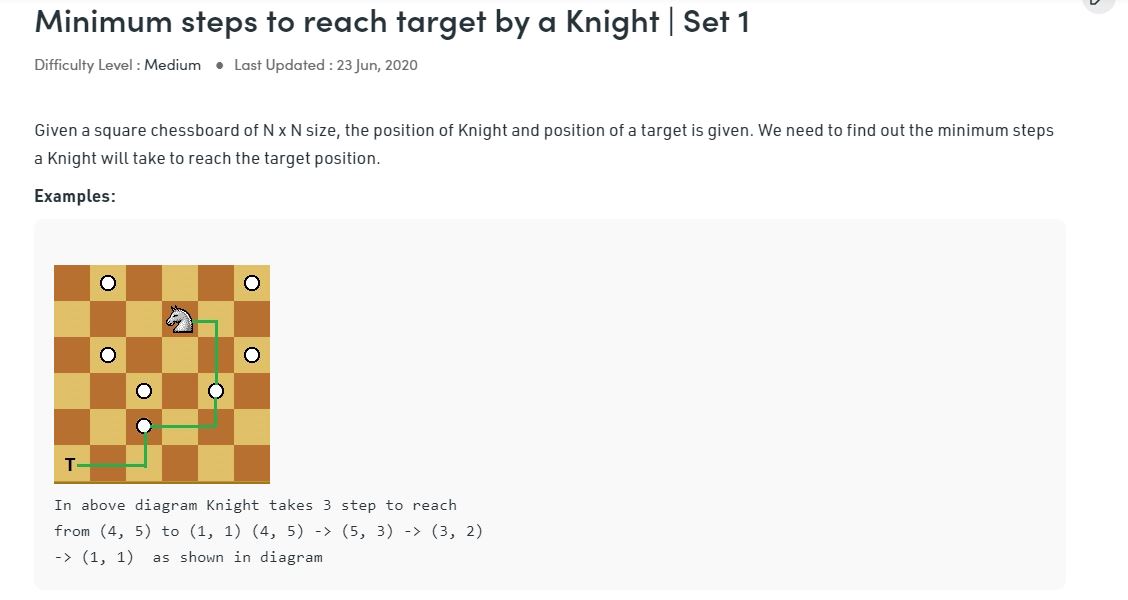 Minimum steps to reach target by a Knight | Set 1
Difficulty Level : Medium ● Last Updated : 23 Jun, 2020
Given a square chessboard of N x N size, the position of Knight and position of a target is given. We need to find out the minimum steps
a Knight will take to reach the target position.
Examples:
T
In above diagram Knight takes 3 step to reach
from (4, 5) to (1, 1) (4, 5) -> (5, 3) -> (3, 2)
-> (1, 1)  as shown in diagram